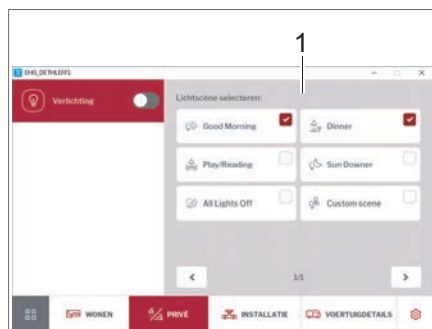 1
EHG_DETHLEFFS
Verlichting
Lichtscène selecteren:
Good Morning
Dinner
Play/Reading
Sun Downer
All Lights Off
Custom scene
1/1
WONEN
PRIVÉ
INSTALLATIE
VOERTUIGDETAILS